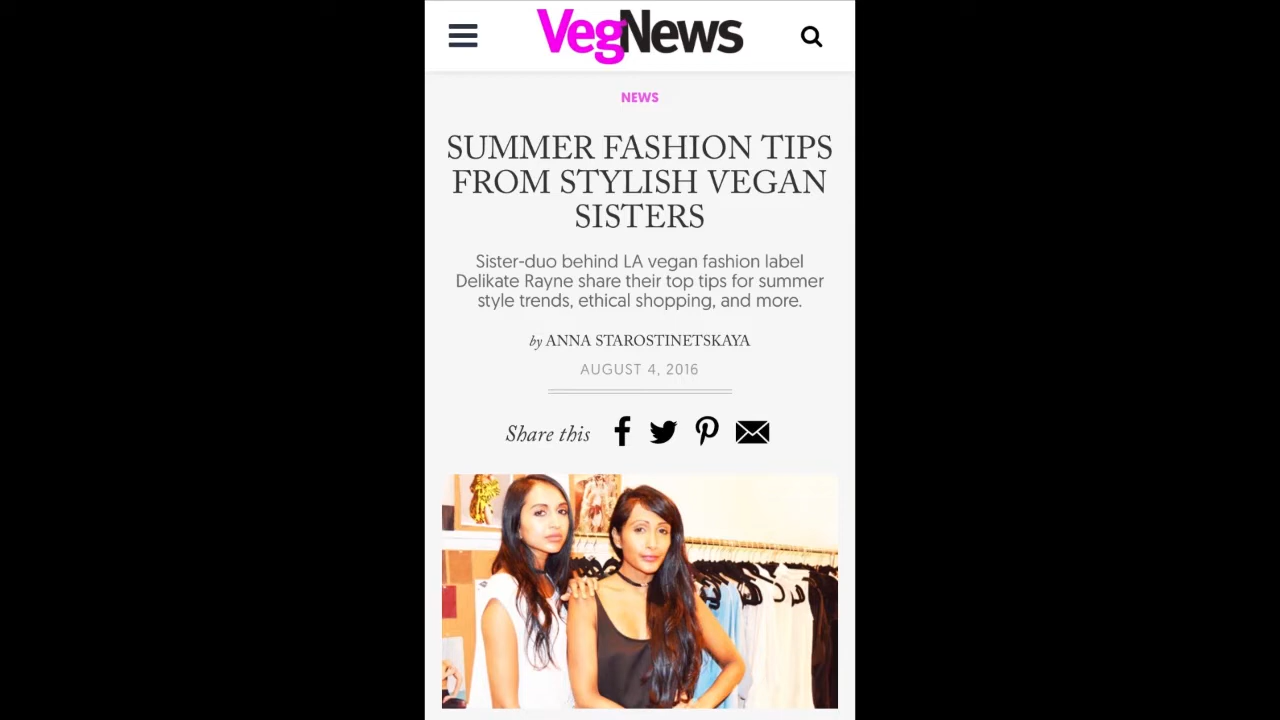 VegNews
NEWS
SUMMER FASHION TIPS
FROM STYLISH VEGAN
SISTERS
Sister-duo behind LA vegan fashion label
Delikate Rayne share their top tips for summer
style trends, ethical shopping, and more.
by ANNA STAROSTINETSKAYA
AUGUST 4, 2016
Share this